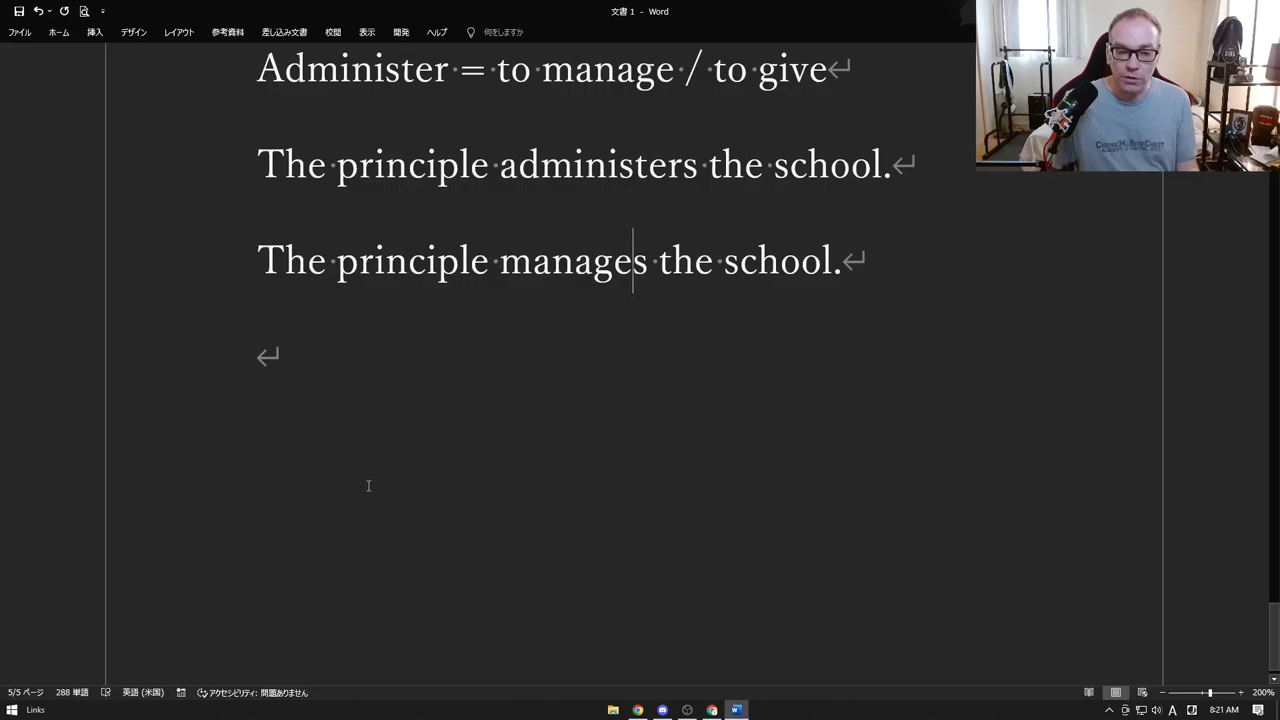 文書 1 - Word
ファイル ホーム 挿入 デザイン レイアウト 参考資料 差し込み文書 校閲 表示 開発 ヘルプ 何をしますか
Administer = to manage / to give
The principle administers the school.
The principle manages the school.
5/5 ページ 288 単語 英語 (米国) アクセシビリティ: 問題ありません 200%
Links A 8:21 AM